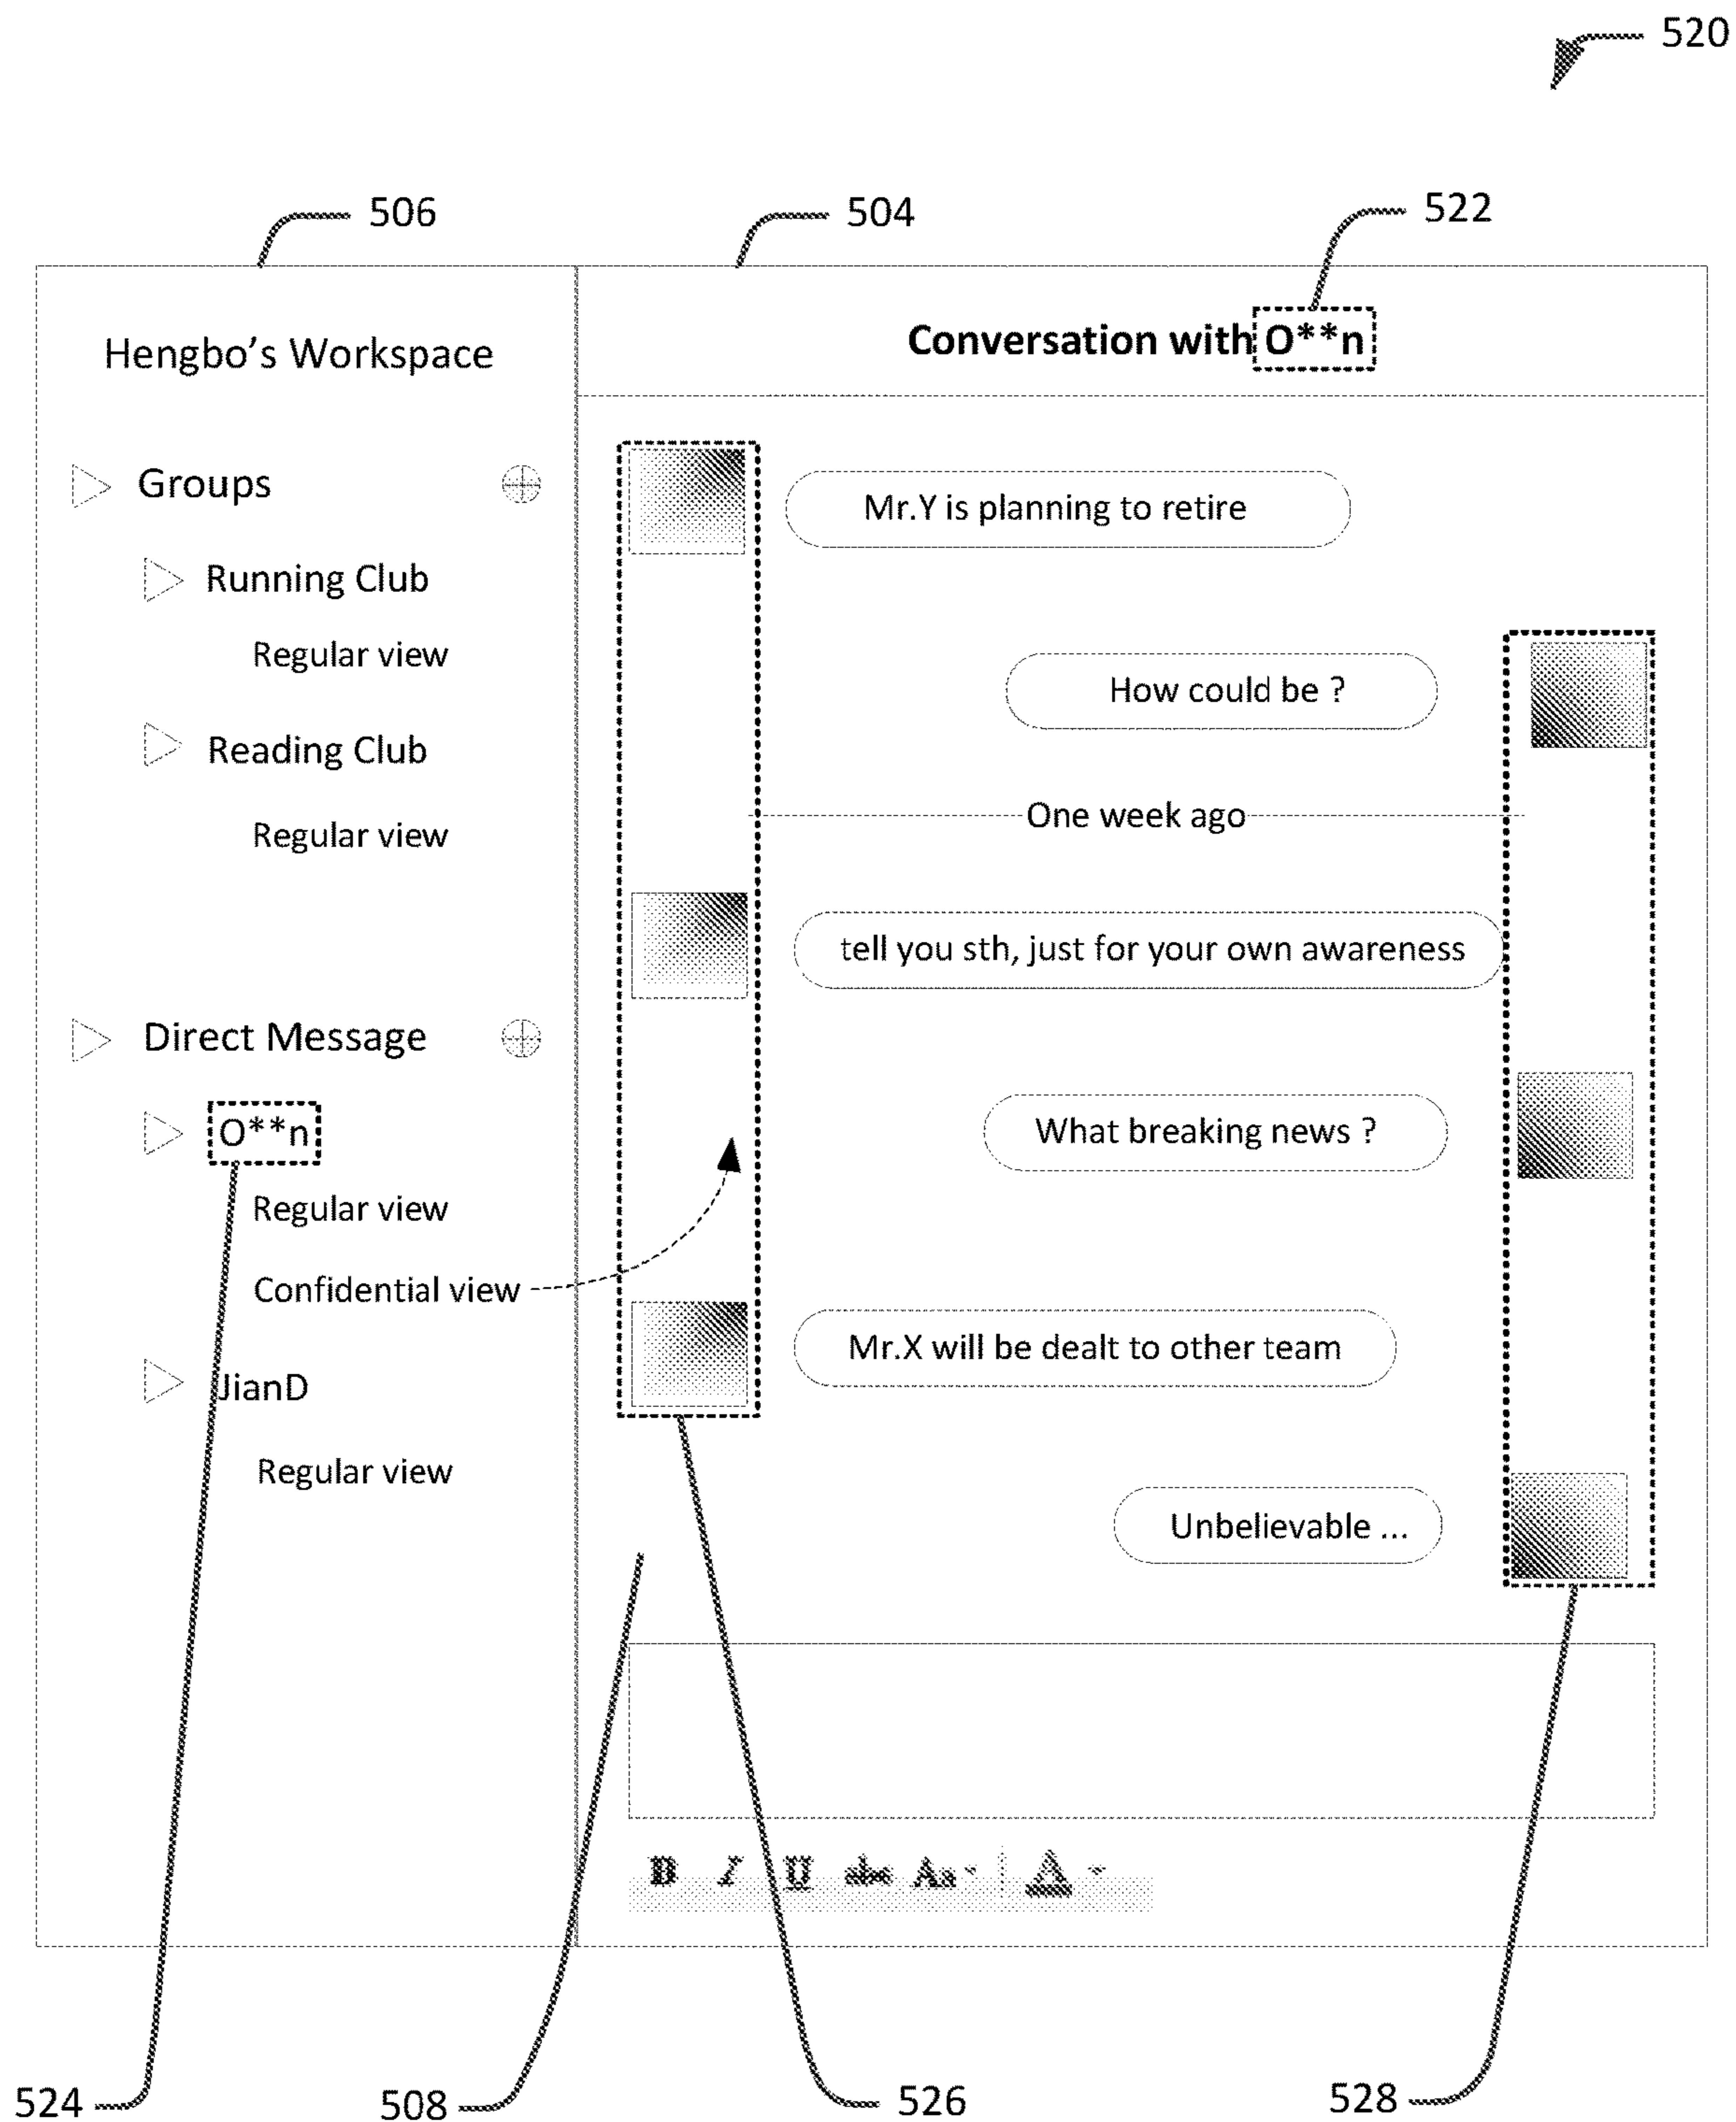 520
506
504
522
Hengbo's Workspace
Conversation with O**n
Groups
Mr.Y is planning to retire
Running Club
Regular view
How could be ?
Reading Club
One week ago
Regular view
tell you sth, just for your own awareness
Direct Message
O**n
What breaking news ?
Regular view
Confidential view
Mr.X will be dealt to other team
JianD
Regular view
Unbelievable ...
B I U abc Aa A
524
508
526
528